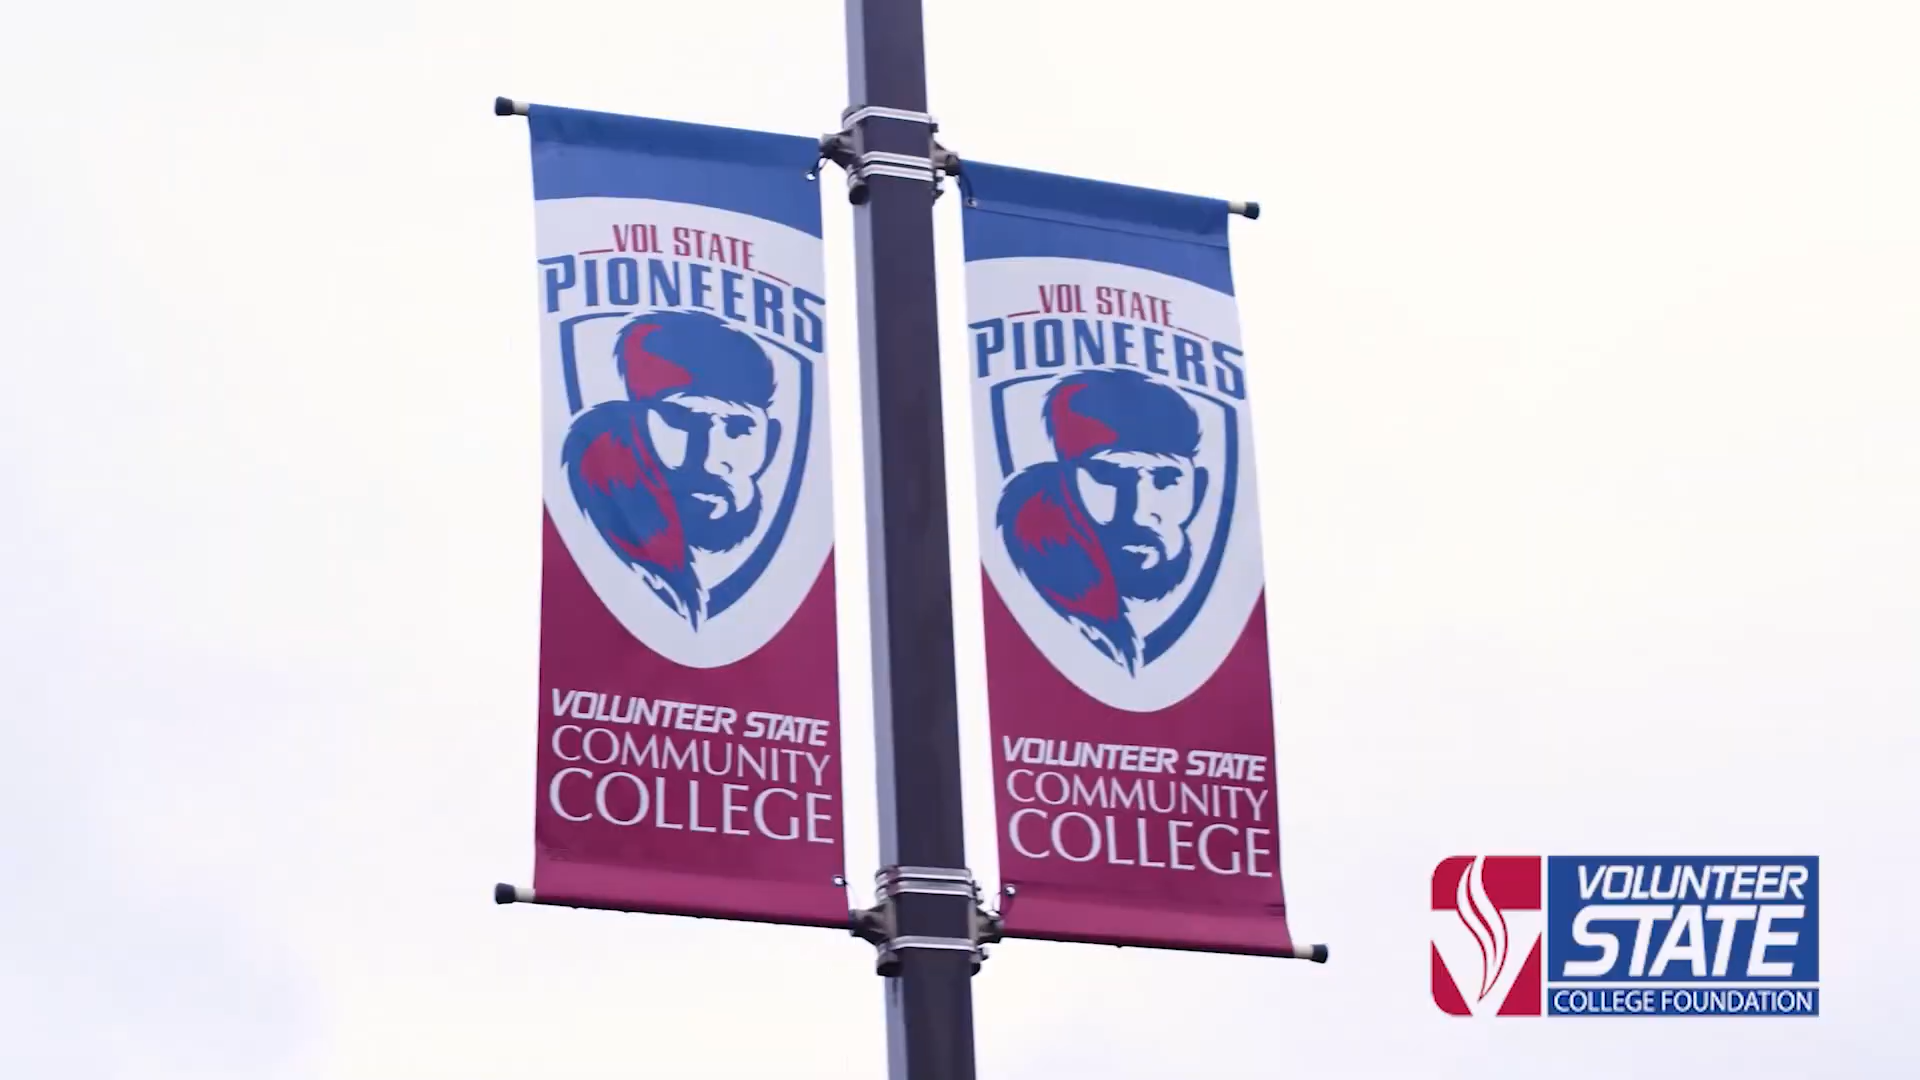 VOL STATE
PIONEERS
VOLUNTEER STATE
COMMUNITY
COLLEGE
VOL STATE
PIONEERS
VOLUNTEER STATE
COMMUNITY
COLLEGE
VOLUNTEER
STATE
COLLEGE FOUNDATION